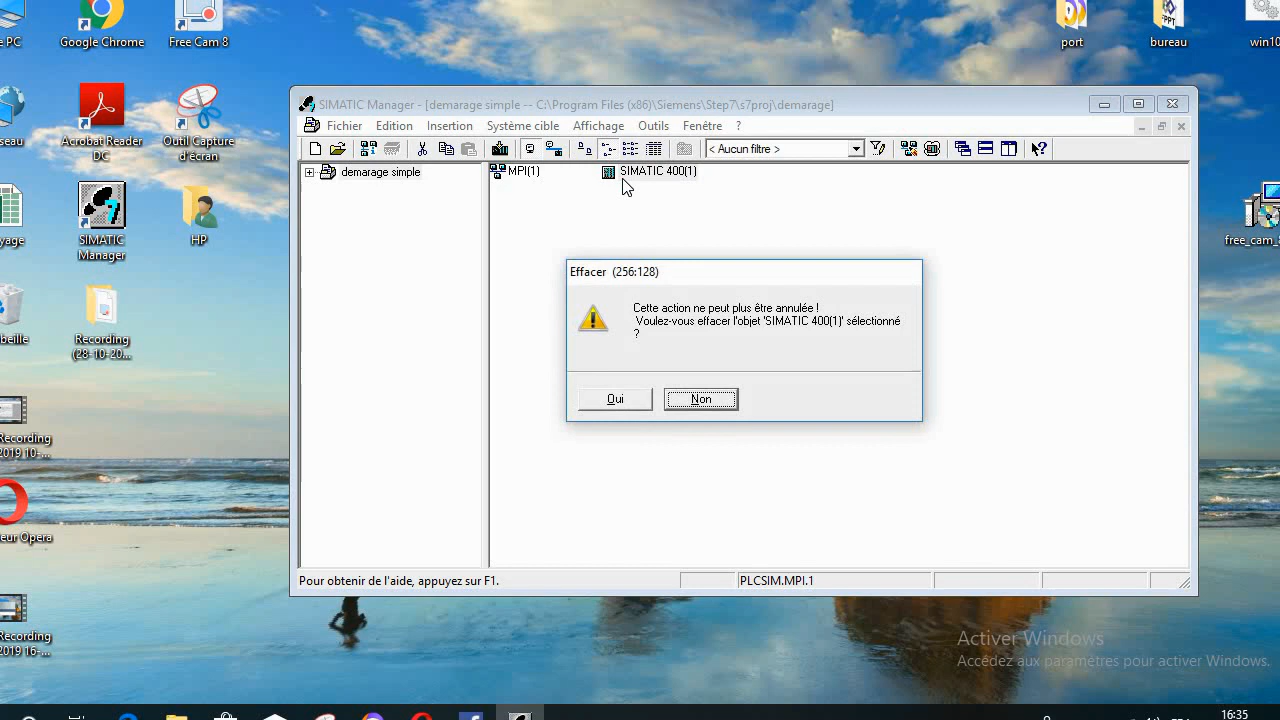 e PC
Google Chrome
Free Cam 8
port
bureau
win10
seau
Acrobat Reader
DC
Outil Capture
d'écran
yage
SIMATIC
Manager
HP
free_cam_8
beille
Recording
(28-10-20...
Recording
2019 10-...
eur Opera
Recording
2019 16-...
SIMATIC Manager - [demarage simple -- C:\Program Files (x86)\Siemens\Step7\s7proj\demarage]
Fichier Edition Insertion Système cible Affichage Outils Fenêtre ?
< Aucun filtre >
demarage simple
MPI(1)
SIMATIC 400(1)
Effacer (256:128)
Cette action ne peut plus être annulée !
Voulez-vous effacer l'objet 'SIMATIC 400(1)' sélectionné
?
Oui
Non
Pour obtenir de l'aide, appuyez sur F1.
PLCSIM.MPI.1
Activer Windows
Accédez aux paramètres pour activer Windows.
16:35